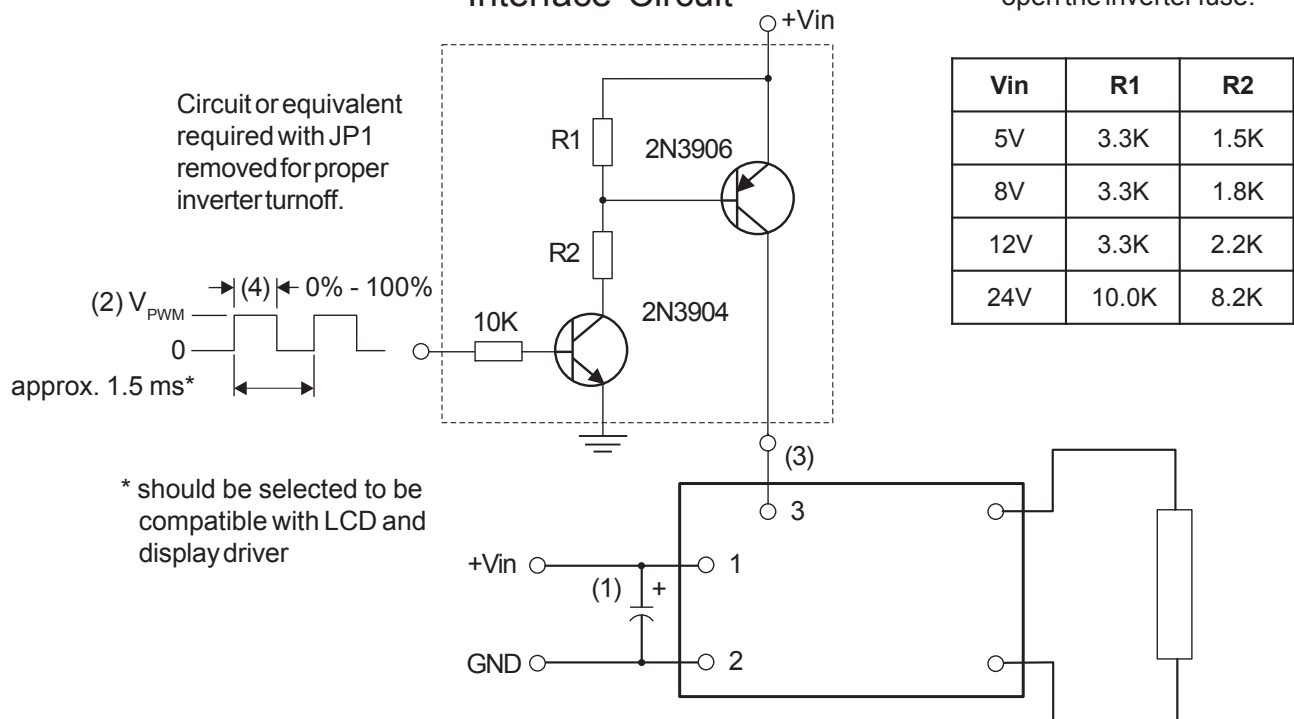 Interface Circuit
open the inverter fuse.
+Vin
Circuit or equivalent
required with JP1
removed for proper
inverter turnoff.
R1
2N3906
R2
2N3904
10K
(2) VPWM
(4)
0% - 100%
0
approx. 1.5 ms*
Vin R1 R2
5V 3.3K 1.5K
8V 3.3K 1.8K
12V 3.3K 2.2K
24V 10.0K 8.2K
* should be selected to be
compatible with LCD and
display driver
(3)
3
+Vin
1
(1)
+
GND
2